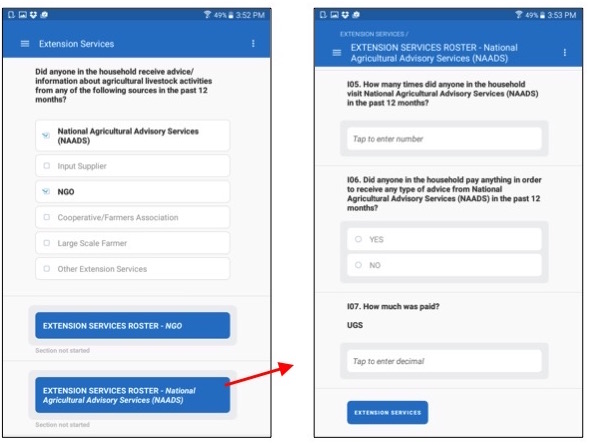 49% 3:52 PM
Extension Services
Did anyone in the household receive advice/
information about agricultural livestock activities
from any of the following sources in the past 12
months?
National Agricultural Advisory Services
(NAADS)
Input Supplier
NGO
Cooperative/Farmers Association
Large Scale Farmer
Other Extension Services
EXTENSION SERVICES ROSTER - NGO
Section not started
EXTENSION SERVICES ROSTER - National
Agricultural Advisory Services (NAADS)
Section not started
49% 3:53 PM
EXTENSION SERVICES /
EXTENSION SERVICES ROSTER - National
Agricultural Advisory Services (NAADS)
I05. How many times did anyone in the household
visit National Agricultural Advisory Services (NAADS)
in the past 12 months?
Tap to enter number
I06. Did anyone in the household pay anything in order
to receive any type of advice from National
Agricultural Advisory Services (NAADS) in the past 12
months?
YES
NO
I07. How much was paid?
UGS
Tap to enter decimal
EXTENSION SERVICES